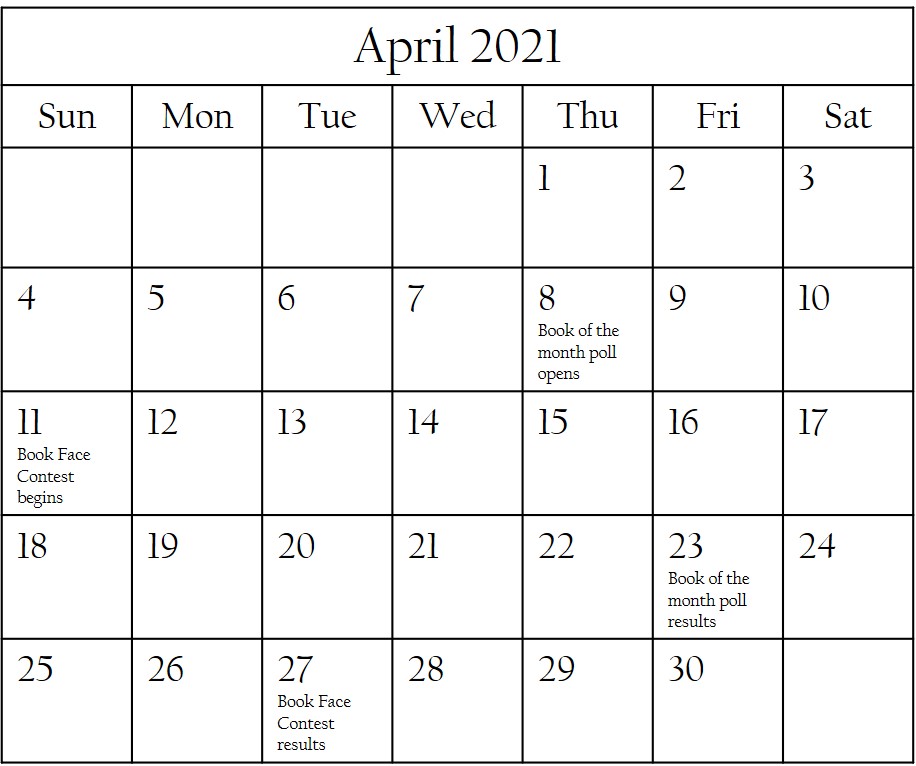 April 2021
Sun Mon Tue Wed Thu Fri Sat
1 2 3
4 5 6 7 8 9 10
Book of the
month poll
opens
11 12 13 14 15 16 17
Book Face
Contest
begins
18 19 20 21 22 23 24
Book of the
month poll
results
25 26 27 28 29 30
Book Face
Contest
results